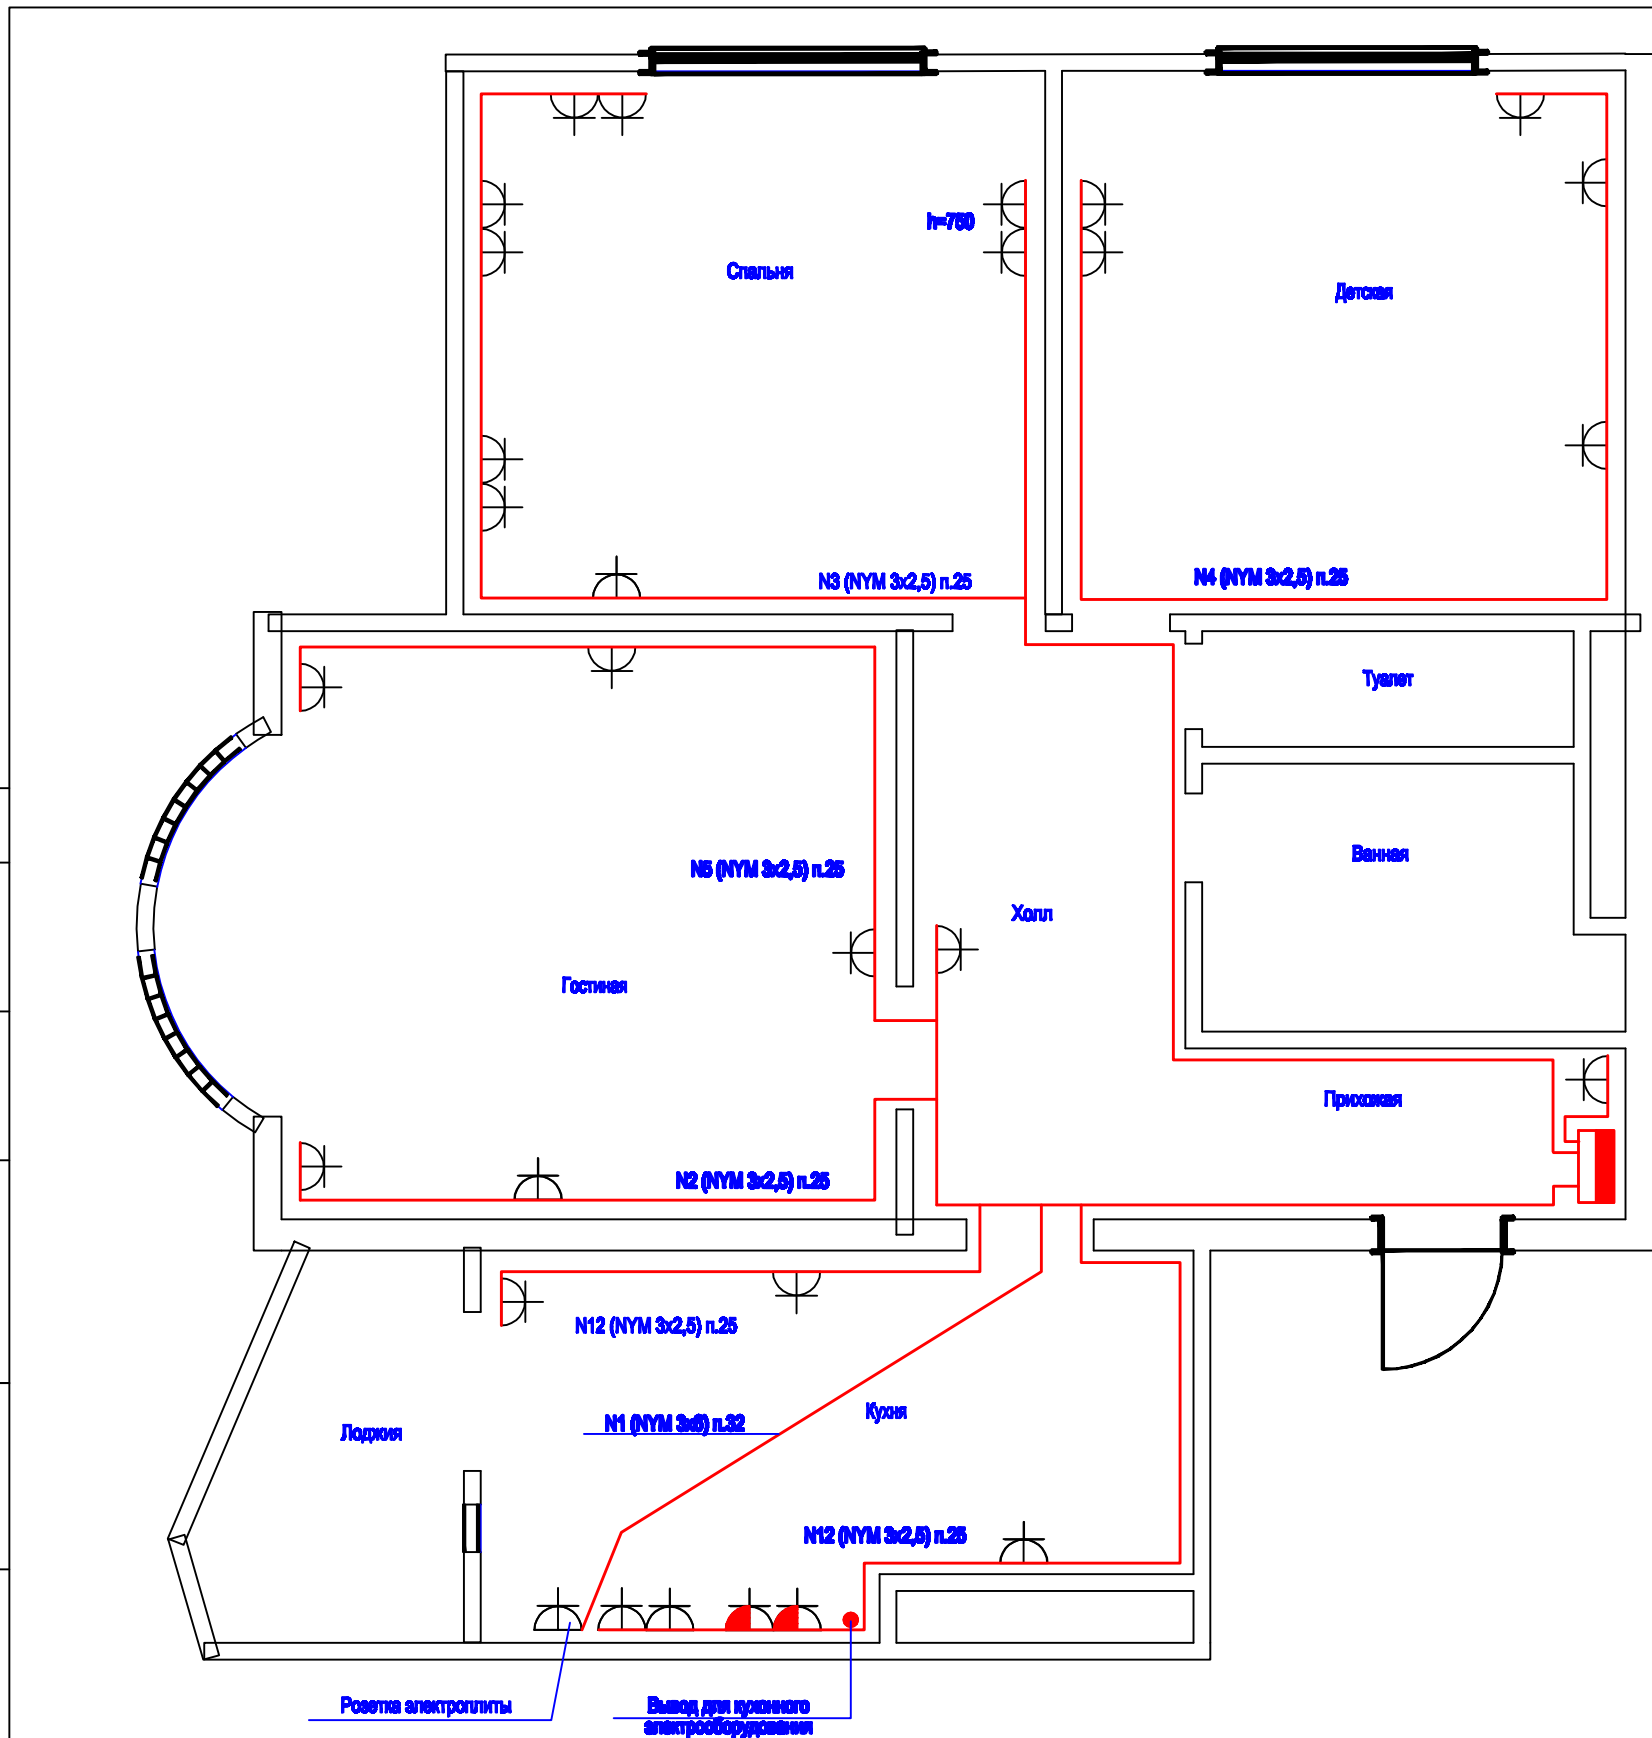 h=750
Спальня
Детская
N3 (NYM 3x2,5) п.25
N4 (NYM 3x2,5) п.25
Туалет
N5 (NYM 3x2,5) п.25
Ванная
Холл
Гостиная
Прихожая
N2 (NYM 3x2,5) п.25
N12 (NYM 3x2,5) п.25
Кухня
N1 (NYM 3x6) п.32
Лоджия
N12 (NYM 3x2,5) п.25
Розетка электроплиты
Вывод для кухонного
электрооборудования